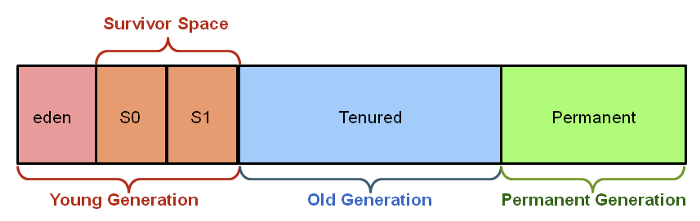 Survivor Space
eden S0 S1 Tenured Permanent
Young Generation Old Generation Permanent Generation